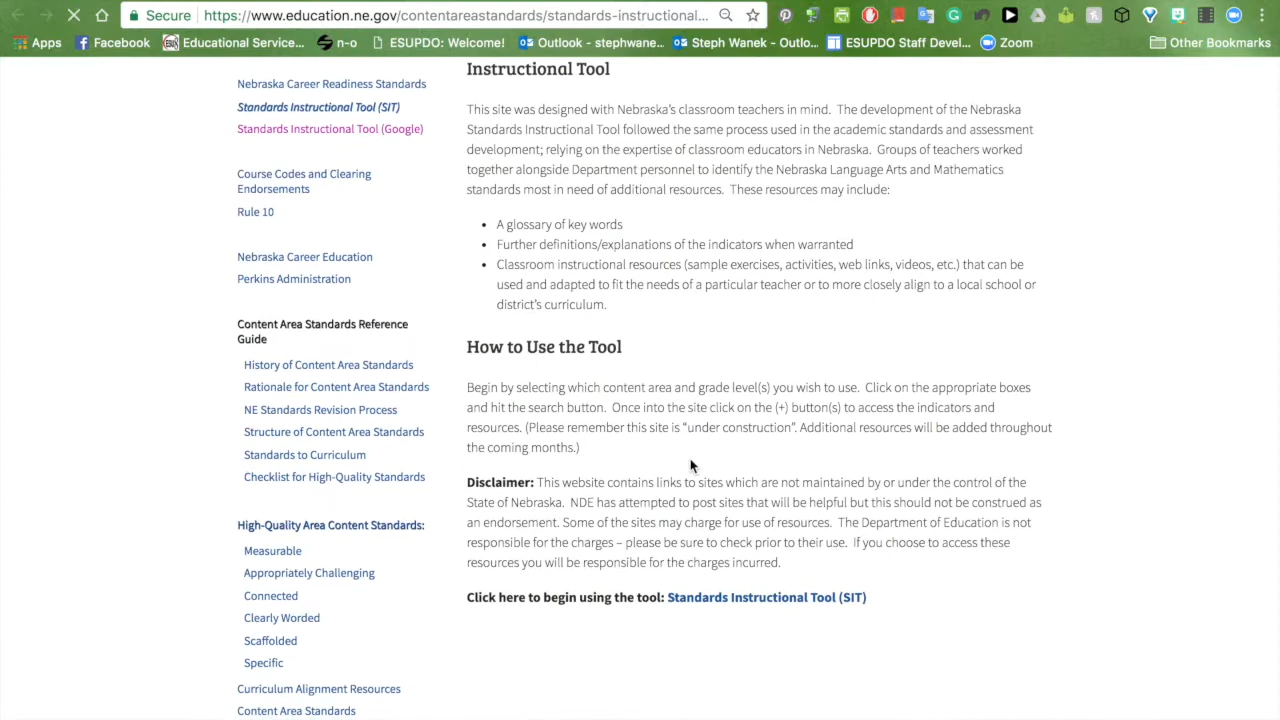 Secure
https://www.education.ne.gov/contentareastandards/standards-instructional...
Apps
Facebook
Educational Service...
n-o
ESUPDO: Welcome!
Outlook - stephwane...
Steph Wanek - Outlo...
ESUPDO Staff Devel...
Zoom
Other Bookmarks
Nebraska Career Readiness Standards
Standards Instructional Tool (SIT)
Standards Instructional Tool (Google)
Course Codes and Clearing
Endorsements
Rule 10
Nebraska Career Education
Perkins Administration
Content Area Standards Reference
Guide
History of Content Area Standards
Rationale for Content Area Standards
NE Standards Revision Process
Structure of Content Area Standards
Standards to Curriculum
Checklist for High-Quality Standards
High-Quality Area Content Standards:
Measurable
Appropriately Challenging
Connected
Clearly Worded
Scaffolded
Specific
Curriculum Alignment Resources
Content Area Standards
Instructional Tool
This site was designed with Nebraska's classroom teachers in mind. The development of the Nebraska
Standards Instructional Tool followed the same process used in the academic standards and assessment
development; relying on the expertise of classroom educators in Nebraska. Groups of teachers worked
together alongside Department personnel to identify the Nebraska Language Arts and Mathematics
standards most in need of additional resources. These resources may include:
• A glossary of key words
• Further definitions/explanations of the indicators when warranted
• Classroom instructional resources (sample exercises, activities, web links, videos, etc.) that can be
used and adapted to fit the needs of a particular teacher or to more closely align to a local school or
district's curriculum.
How to Use the Tool
Begin by selecting which content area and grade level(s) you wish to use. Click on the appropriate boxes
and hit the search button. Once into the site click on the (+) button(s) to access the indicators and
resources. (Please remember this site is "under construction". Additional resources will be added throughout
the coming months.)
Disclaimer: This website contains links to sites which are not maintained by or under the control of the
State of Nebraska. NDE has attempted to post sites that will be helpful but this should not be construed as
an endorsement. Some of the sites may charge for use of resources. The Department of Education is not
responsible for the charges – please be sure to check prior to their use. If you choose to access these
resources you will be responsible for the charges incurred.
Click here to begin using the tool: Standards Instructional Tool (SIT)